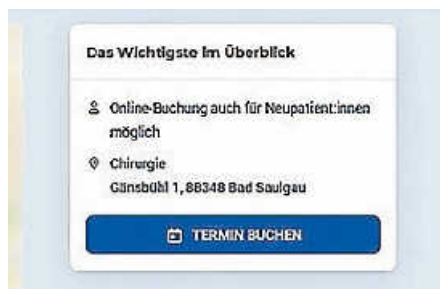 Das Wichtigste im Überblick
Online-Buchung auch für Neupatient:innen
möglich
Chirurgie
Gänsbühl 1, 88348 Bad Saulgau
TERMIN BUCHEN